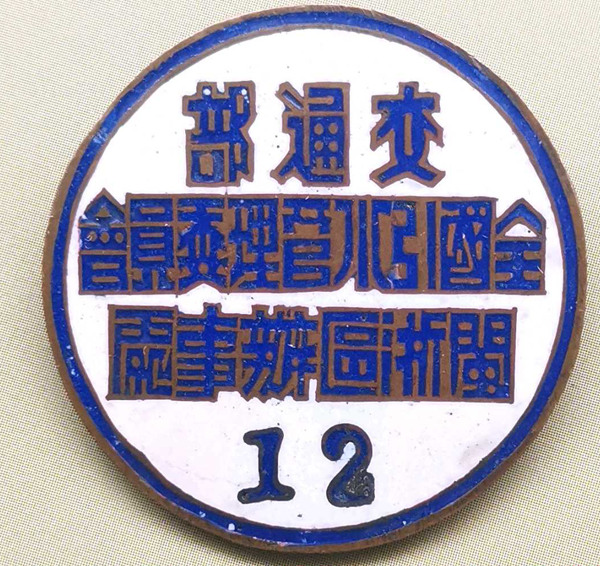 交通部
全國引水管理委員會
閩浙區辦事處
12